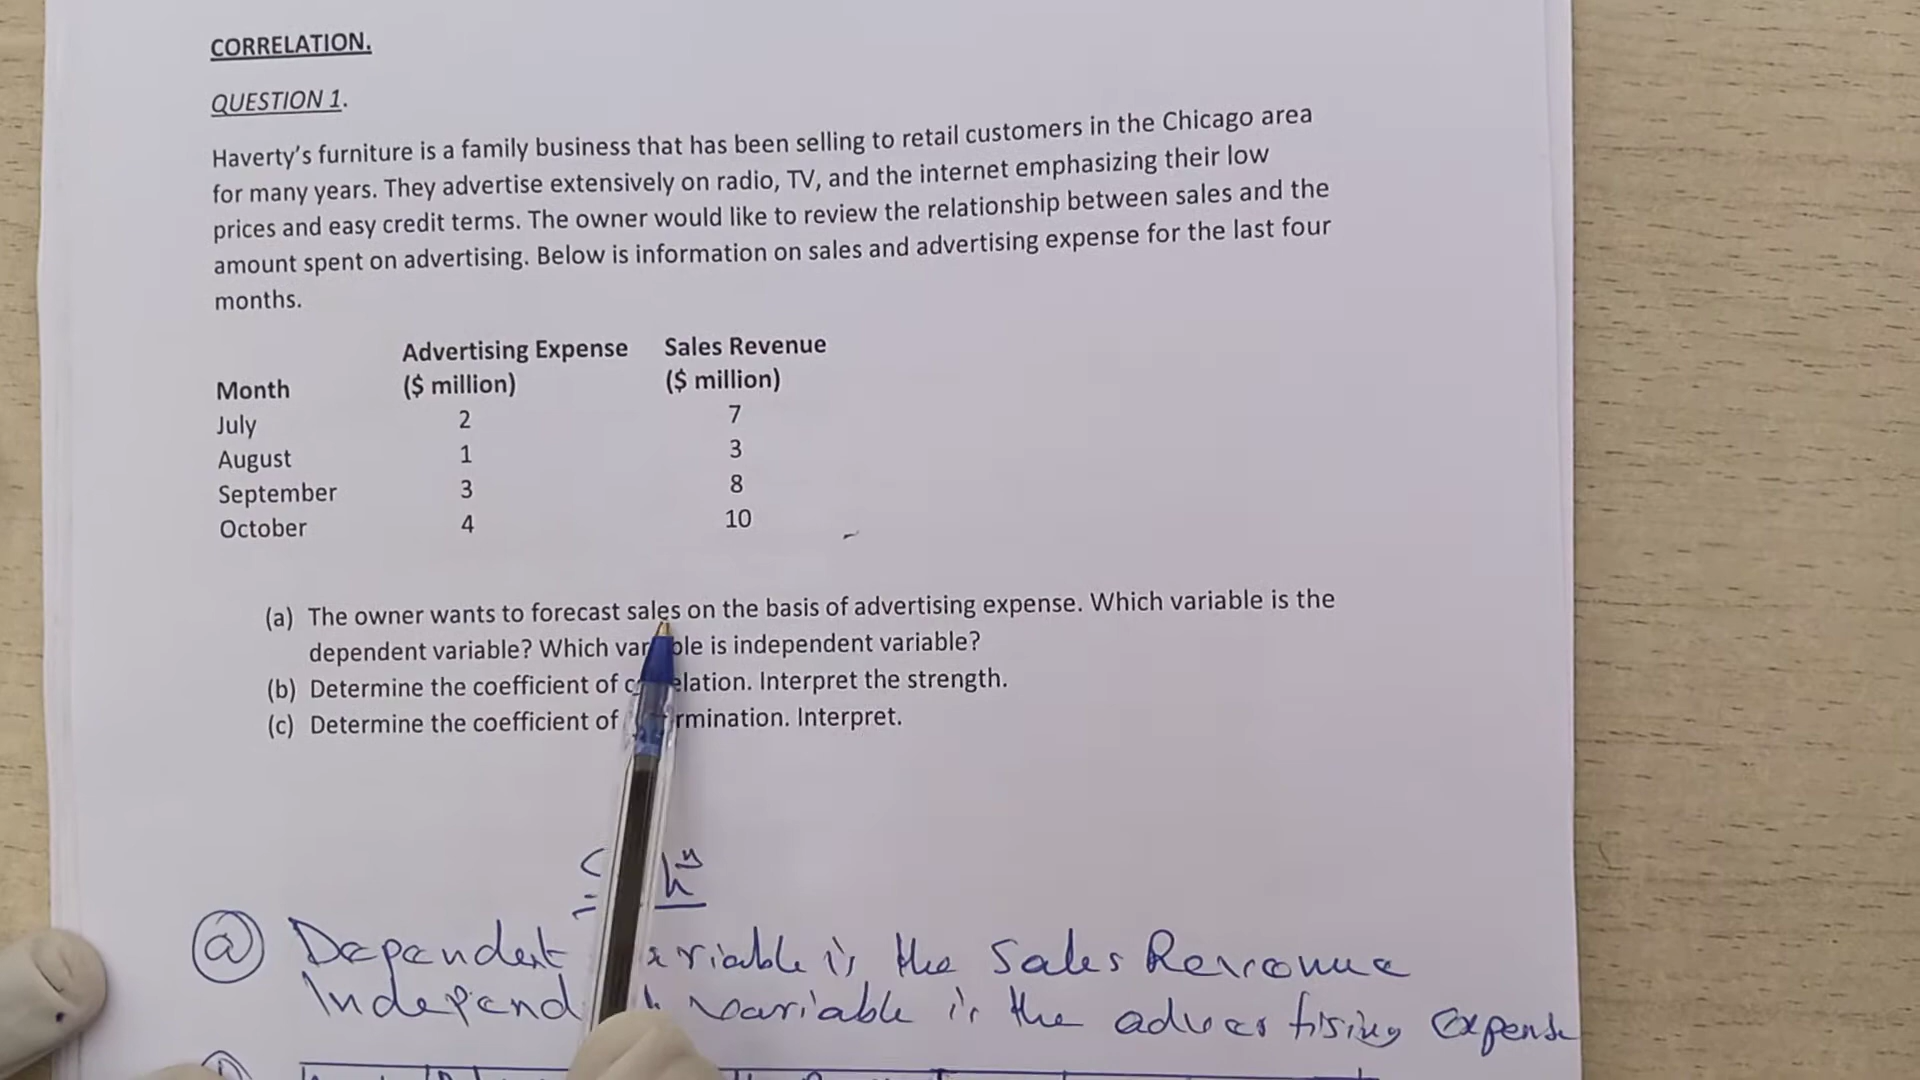 CORRELATION.
QUESTION 1.
Haverty's furniture is a family business that has been selling to retail customers in the Chicago area
for many years. They advertise extensively on radio, TV, and the internet emphasizing their low
prices and easy credit terms. The owner would like to review the relationship between sales and the
amount spent on advertising. Below is information on sales and advertising expense for the last four
months.
Advertising Expense Sales Revenue
Month ($ million) ($ million)
July 2 7
August 1 3
September 3 8
October 4 10
(a) The owner wants to forecast sales on the basis of advertising expense. Which variable is the
dependent variable? Which is independent variable?
(b) Determine the coefficient of Interpret the strength.
(c) Determine the coefficient of Interpret.
(a) Dependent is the Sales
variable is the advertising expense